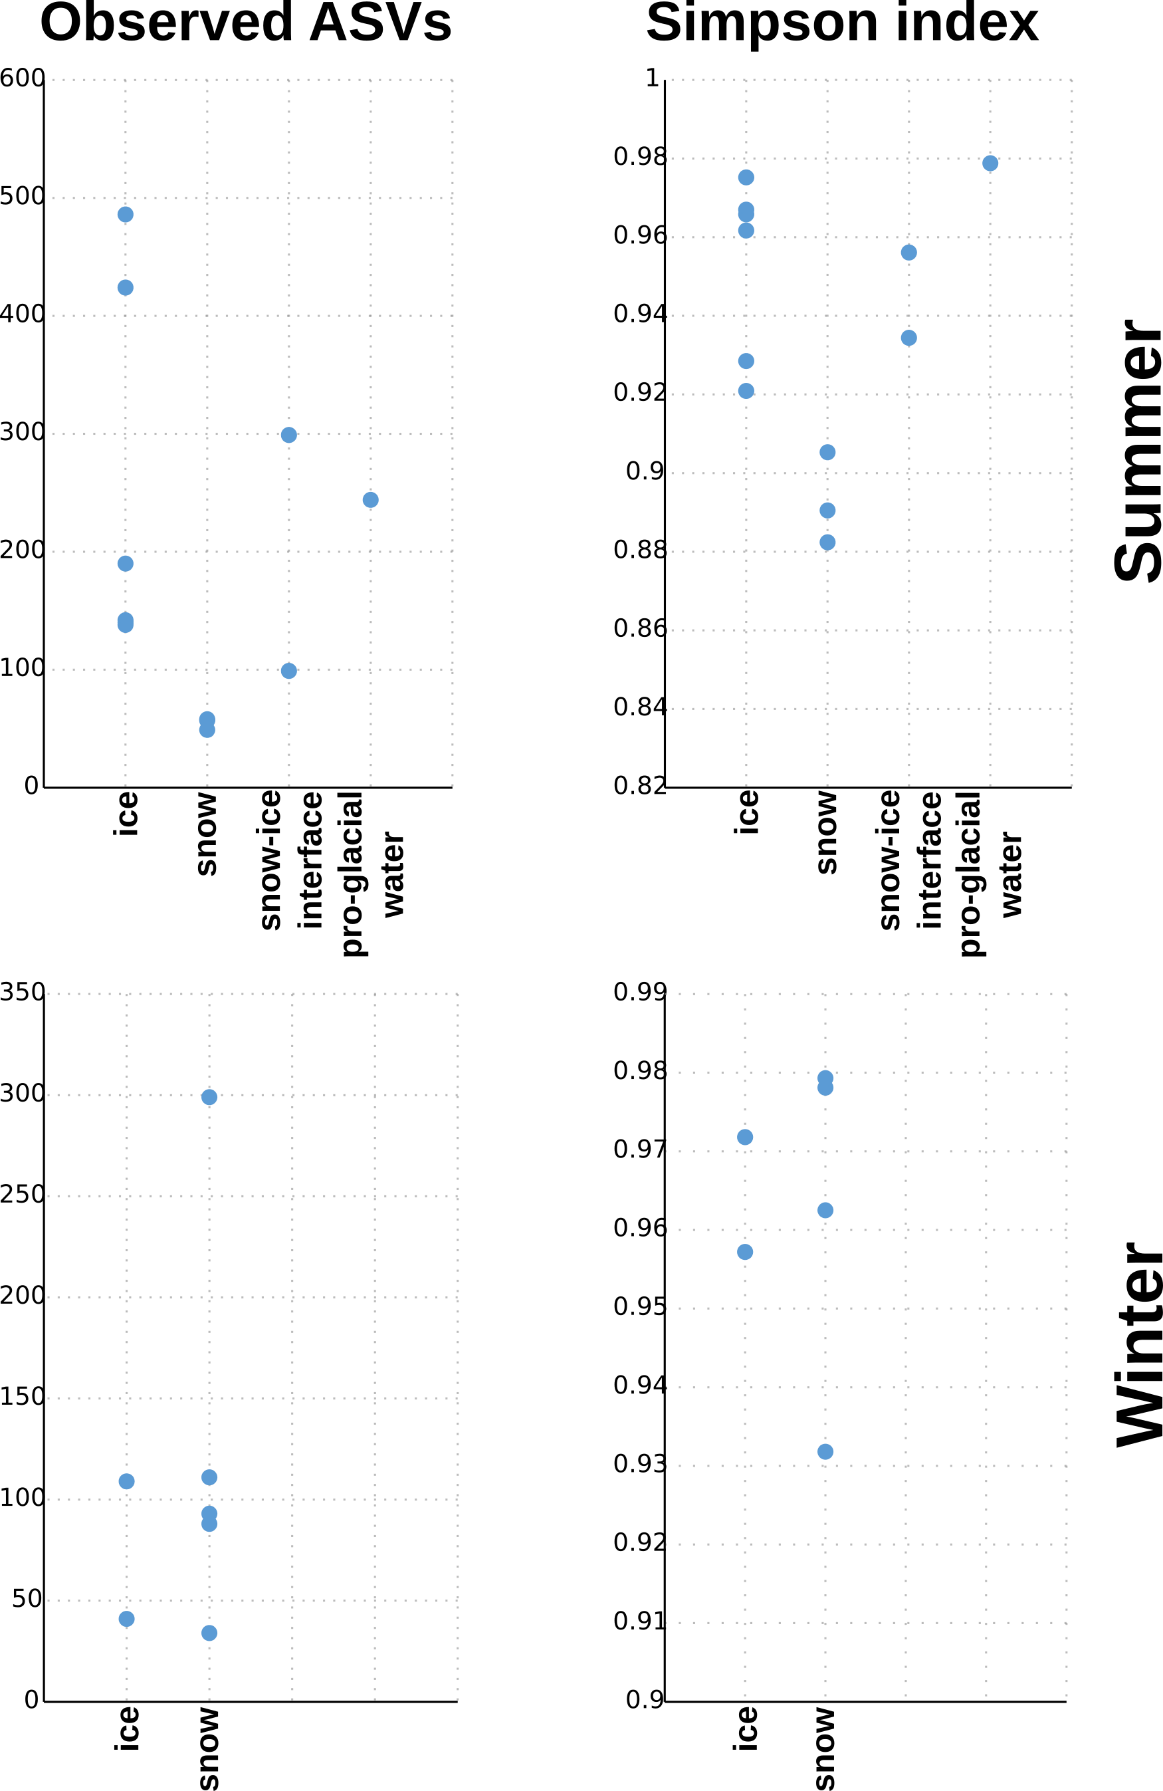 Observed ASVs
Simpson index
600
500
400
300
200
100
0
ice
snow
snow-ice
interface
pro-glacial
water
1
0.98
0.96
0.94
0.92
0.9
0.88
0.86
0.84
0.82
ice
snow
snow-ice
interface
pro-glacial
water
Summer
350
300
250
200
150
100
50
0
ice
snow
0.99
0.98
0.97
0.96
0.95
0.94
0.93
0.92
0.91
0.9
ice
snow
Winter